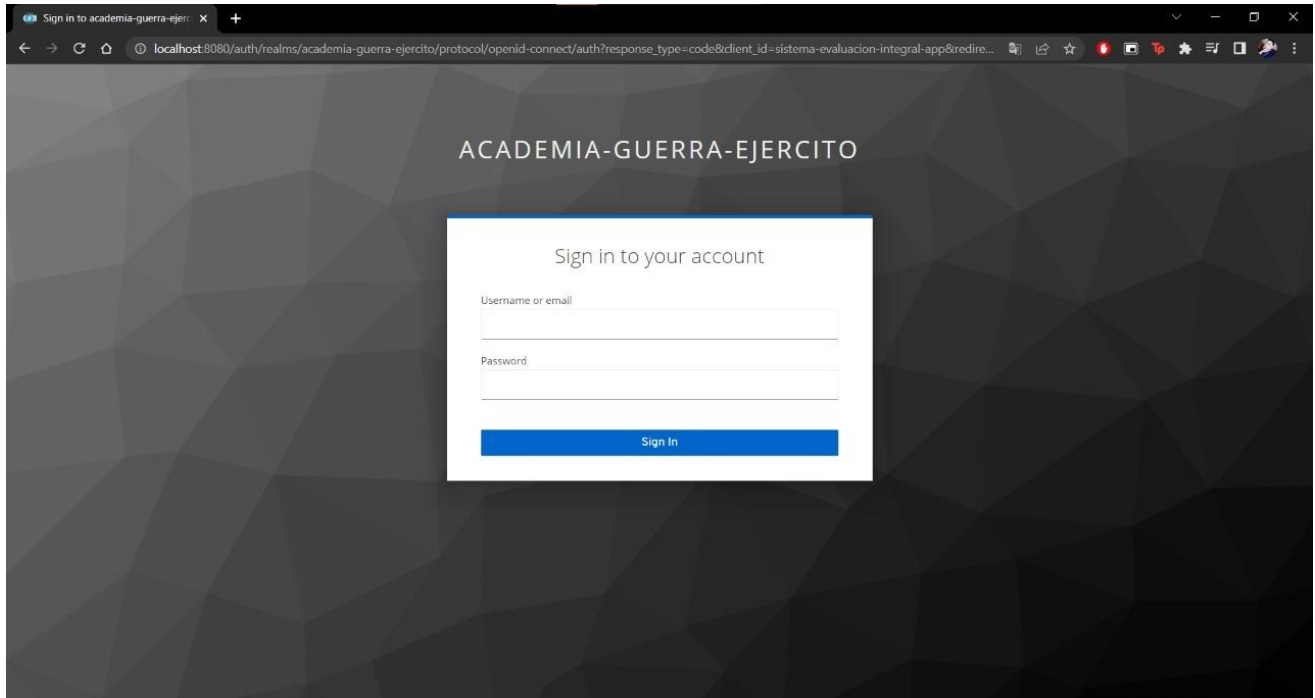 Sign in to academia-guerra-ejerc
localhost:8080/auth/realms/academia-guerra-ejercito/protocol/openid-connect/auth?response_type=code&client_id=sistema-evaluacion-integral-app&redire...
Tp
ACADEMIA-GUERRA-EJERCITO
Sign in to your account
Username or email
Password
Sign In